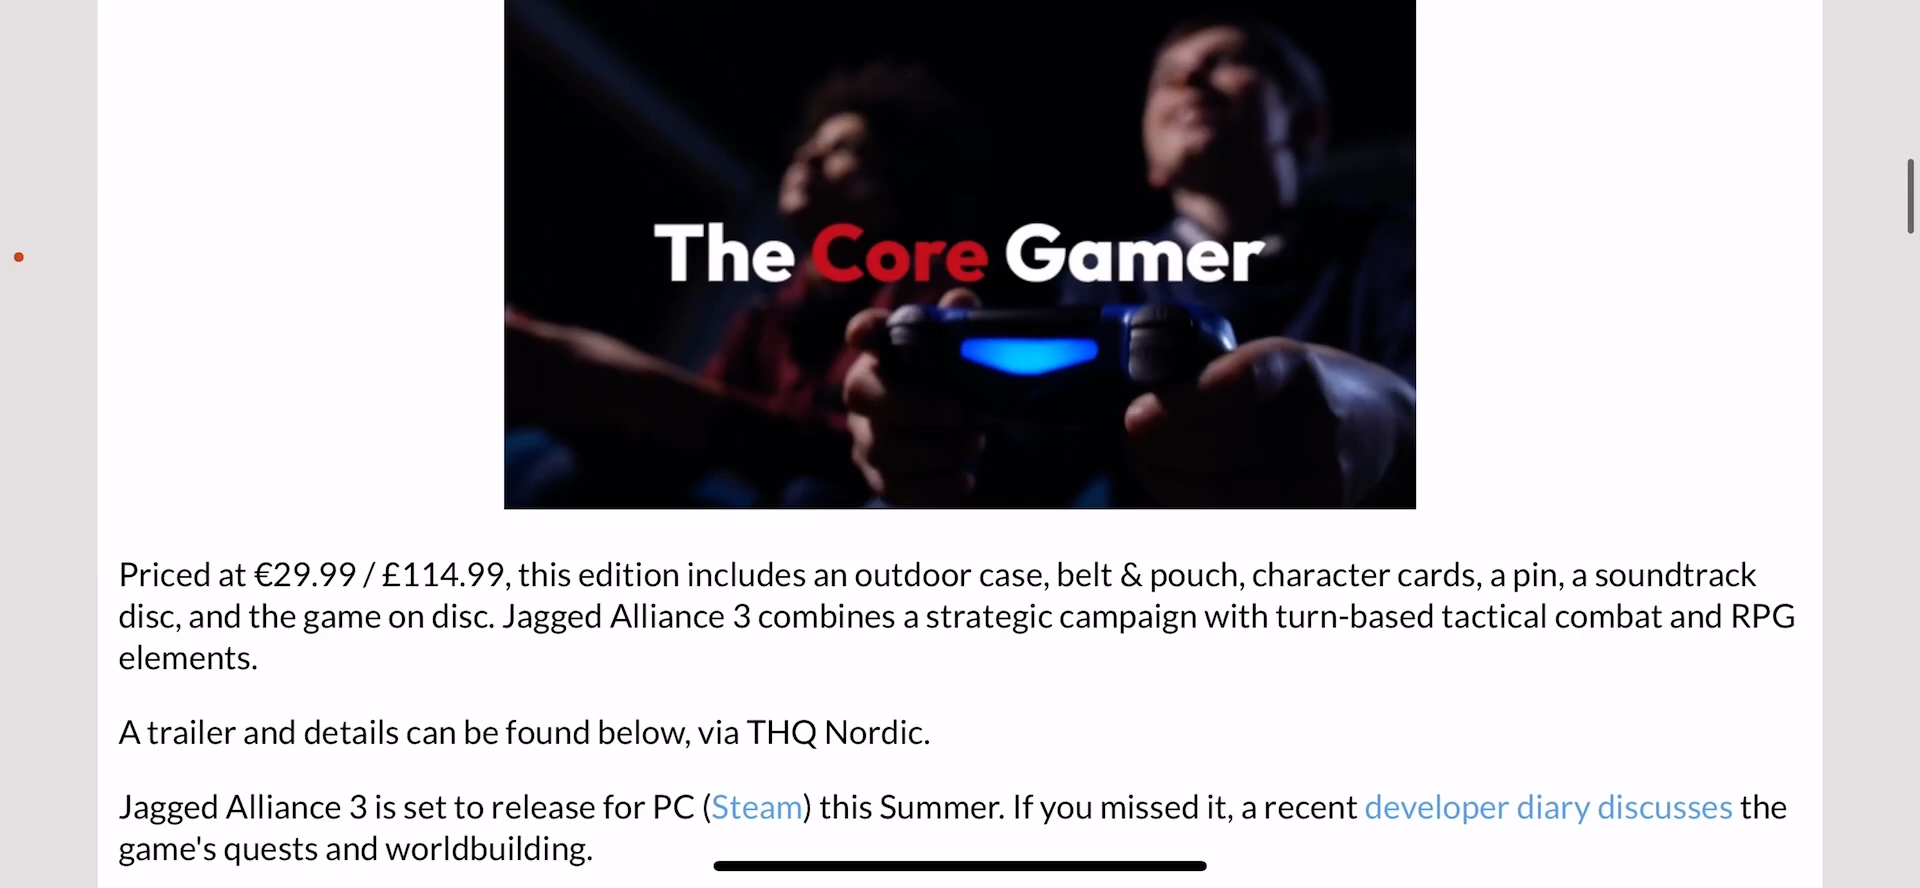 The Core Gamer
Priced at €29.99 / £114.99, this edition includes an outdoor case, belt & pouch, character cards, a pin, a soundtrack
disc, and the game on disc. Jagged Alliance 3 combines a strategic campaign with turn-based tactical combat and RPG
elements.
A trailer and details can be found below, via THQ Nordic.
Jagged Alliance 3 is set to release for PC (Steam) this Summer. If you missed it, a recent developer diary discusses the
game's quests and worldbuilding.